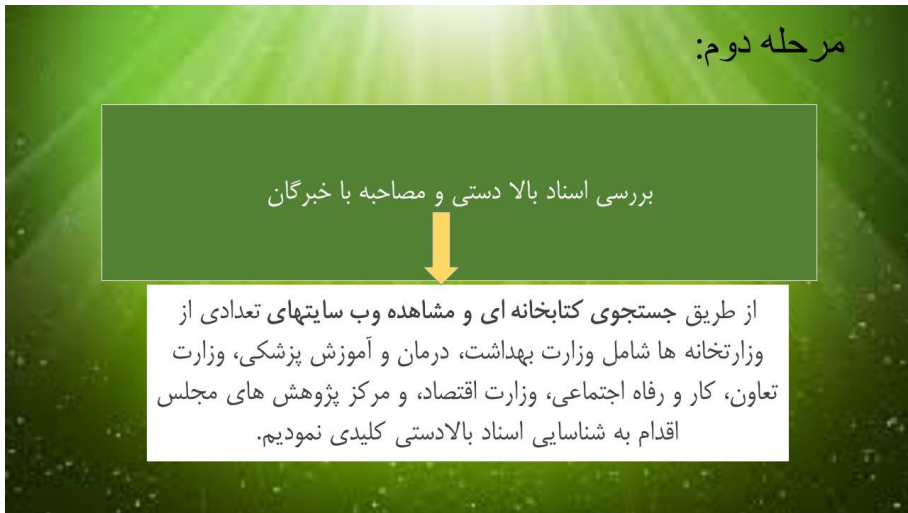 مرحله دوم:
بررسی اسناد بالا دستی و مصاحبه با خبرگان
از طریق جستجوی کتابخانه ای و مشاهده وب سایتهای تعدادی از
وزارتخانه ها شامل وزارت بهداشت، درمان و آموزش پزشکی، وزارت
تعاون، کار و رفاه اجتماعی، وزارت اقتصاد، و مرکز پژوهش های مجلس
اقدام به شناسایی اسناد بالادستی کلیدی نمودیم.